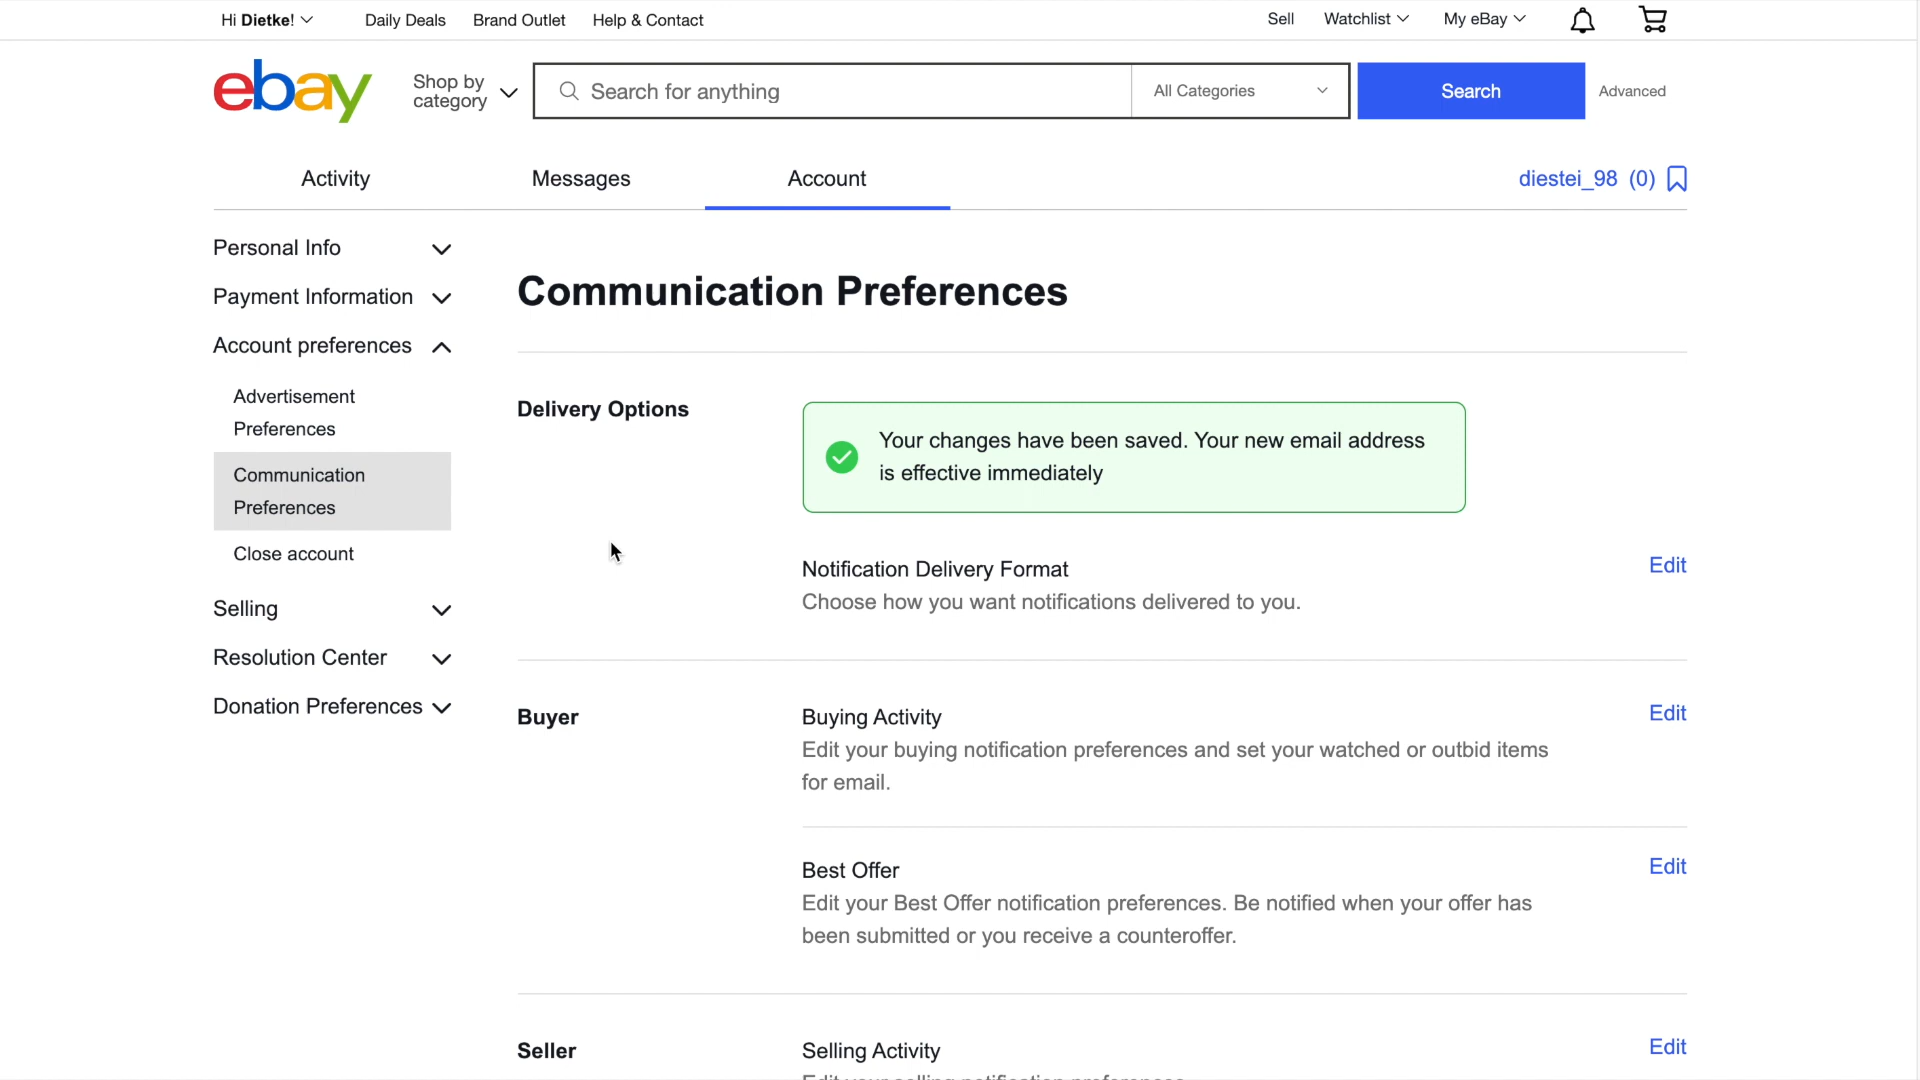 Hi Dietke!
Daily Deals
Brand Outlet
Help & Contact
Sell
Watchlist
My eBay
ebay
Shop by
category
Search for anything
All Categories
Search
Advanced
Activity
Messages
Account
diestei_98 (0)
Personal Info
Payment Information
Account preferences
Advertisement
Preferences
Communication
Preferences
Close account
Selling
Resolution Center
Donation Preferences
Communication Preferences
Delivery Options
Your changes have been saved. Your new email address
is effective immediately
Notification Delivery Format
Edit
Choose how you want notifications delivered to you.
Buyer
Buying Activity
Edit
Edit your buying notification preferences and set your watched or outbid items
for email.
Best Offer
Edit
Edit your Best Offer notification preferences. Be notified when your offer has
been submitted or you receive a counteroffer.
Seller
Selling Activity
Edit
Edit your selling notification preferences.